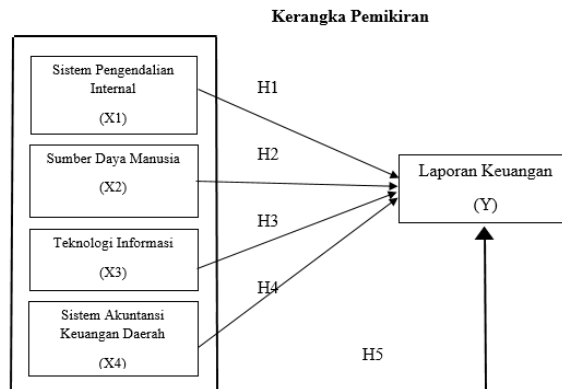 Kerangka Pemikiran
Sistem Pengendalian
Internal
(X1)
Sumber Daya Manusia
(X2)
Teknologi Informasi
(X3)
Sistem Akuntansi
Keuangan Daerah
(X4)
H1
H2
H3
H4
H5
Laporan Keuangan
(Y)